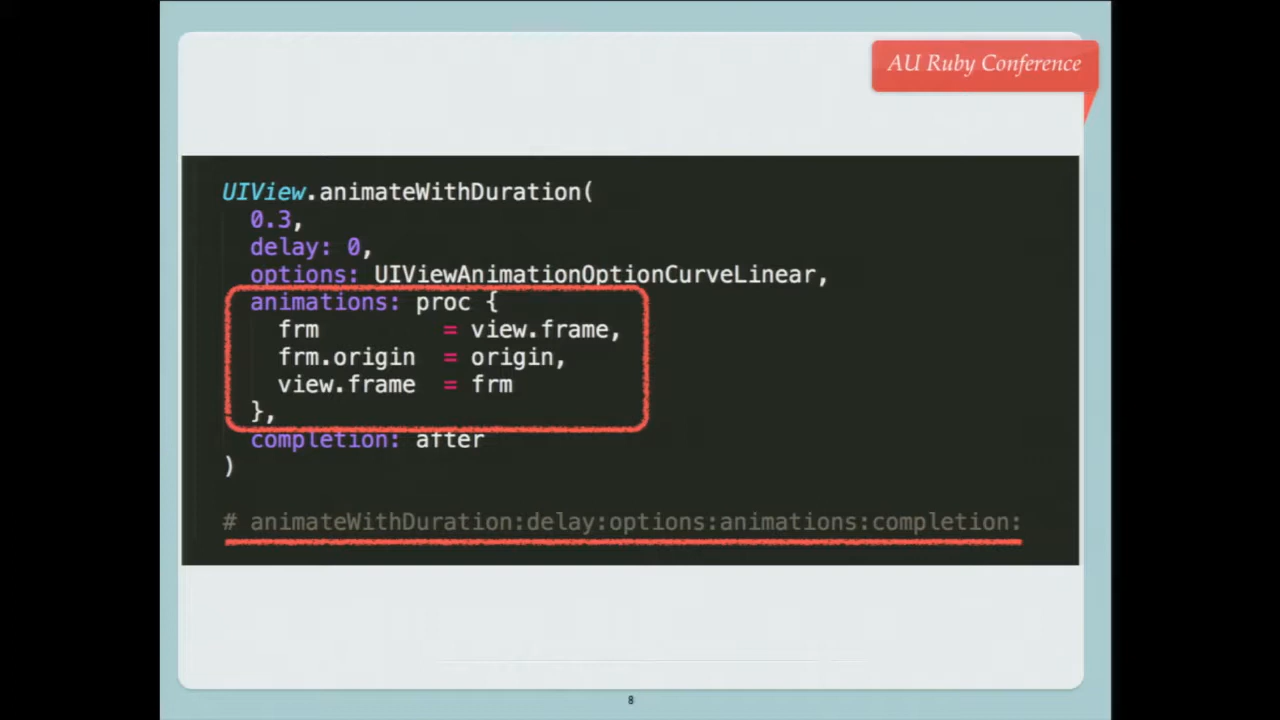 AU Ruby Conference
UIView.animateWithDuration(
0.3,
delay: 0,
options: UIViewAnimationOptionCurveLinear,
animations: proc {
frm = view.frame,
frm.origin = origin,
view.frame = frm
},
completion: after
)
# animateWithDuration:delay:options:animations:completion:
8